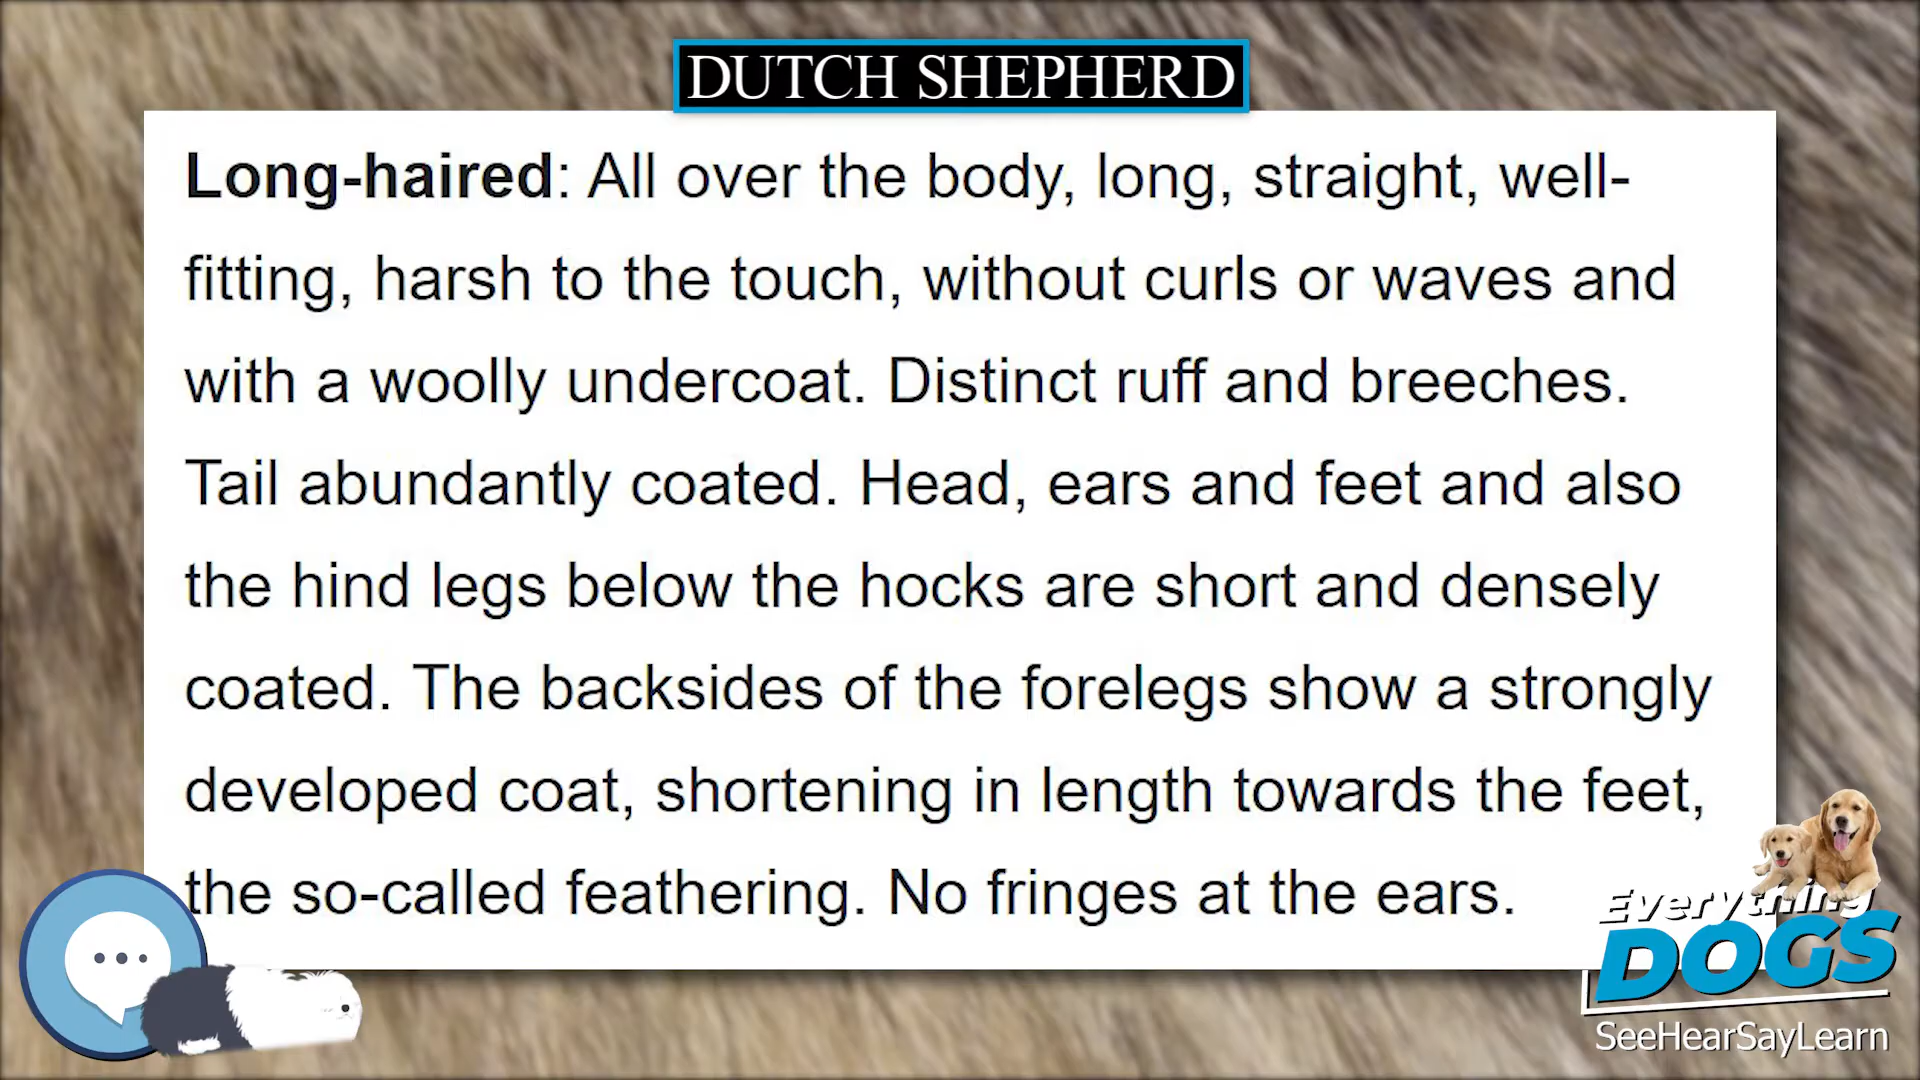 DUTCH SHEPHERD
Long-haired: All over the body, long, straight, well-
fitting, harsh to the touch, without curls or waves and
with a woolly undercoat. Distinct ruff and breeches.
Tail abundantly coated. Head, ears and feet and also
the hind legs below the hocks are short and densely
coated. The backsides of the forelegs show a strongly
developed coat, shortening in length towards the feet,
the so-called feathering. No fringes at the ears.
Everything
DOGS
SeeHearSayLearn